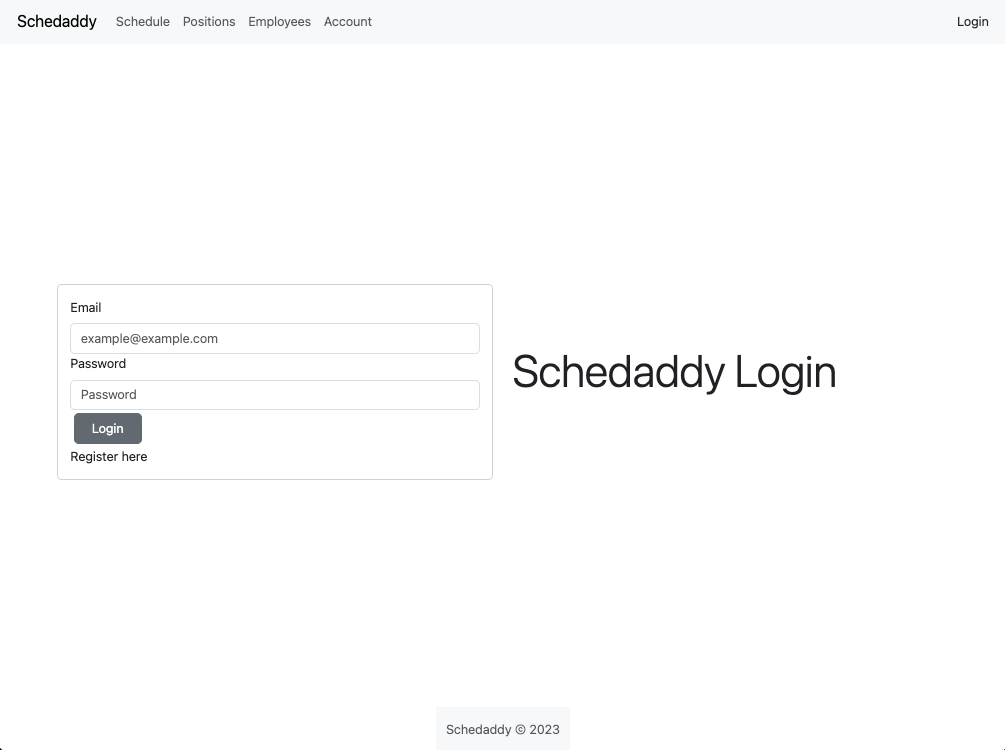 Schedaddy Schedule Positions Employees Account Login
Email
example@example.com
Password
Password
Login
Register here
Schedaddy Login
Schedaddy © 2023